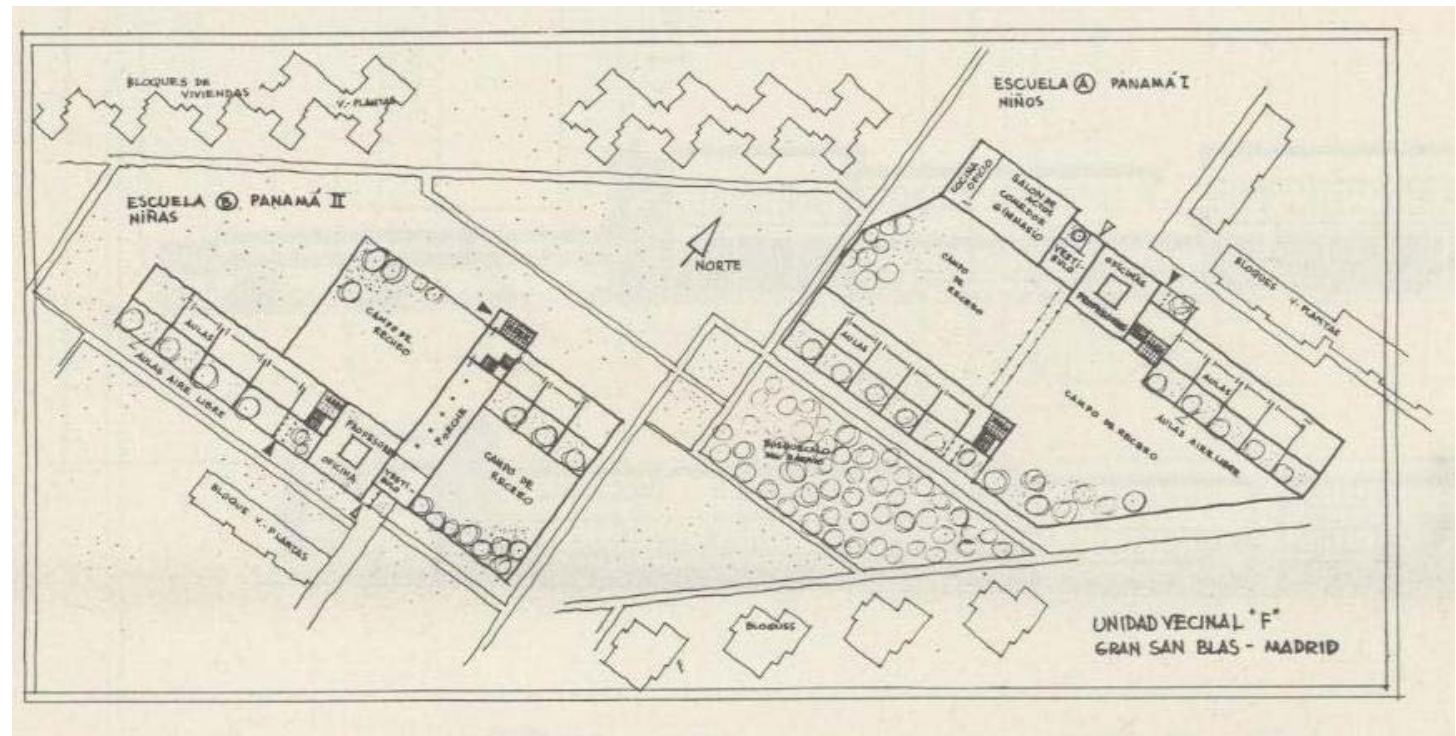 BLOQUES DE
VIVIENDAS
V.-PLANTAS
ESCUELA Ⓐ PANAMÁ I
NIÑOS
ESCUELA Ⓑ PANAMÁ II
NIÑAS
NORTE
COCINA
OFICIO
SALON DE
ACTOS
COMEDOR
GIMNASIO
VESTI-
BULO
OFICINAS
PROFESORES
CAMPO
DE
RECREO
AULAS
CAMPO DE RECREO
AULAS
AULAS AIRE LIBRE
BLOQUES V.-PLANTAS
CAMPO DE
RECREO
AULAS
AULAS AIRE LIBRE
PROFESORES
OFICINA
VESTI-
BULO
PORCHE
CAMPO DE
RECREO
BLOQUE V.-PLANTAS
BLOQUES
UNIDAD VECINAL "F"
GRAN SAN BLAS - MADRID